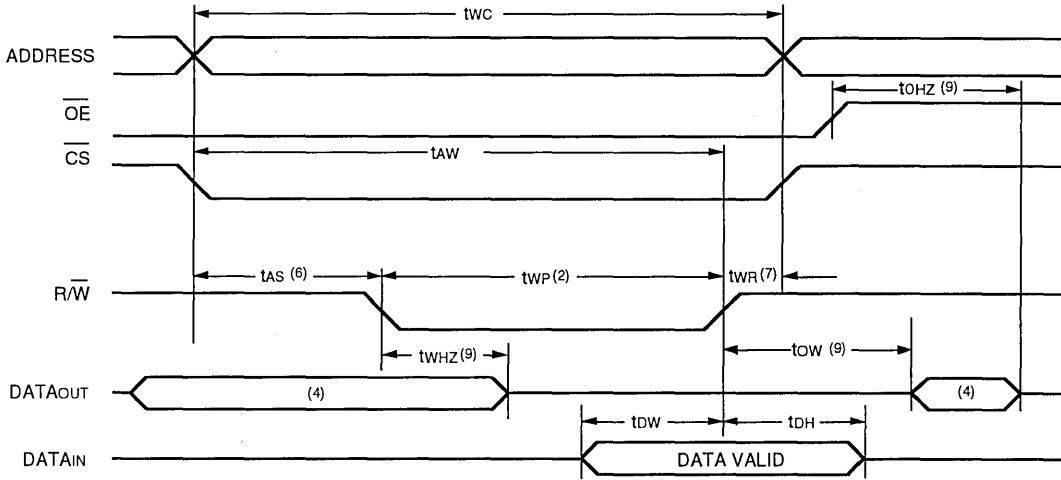 tWC
ADDRESS
tOHZ (9)
OE
tAW
CS
tAS (6)
tWP (2)
tWR (7)
R/W
tWHZ (9)
tOW (9)
DATAOUT
(4)
(4)
tDW
tDH
DATAIN
DATA VALID